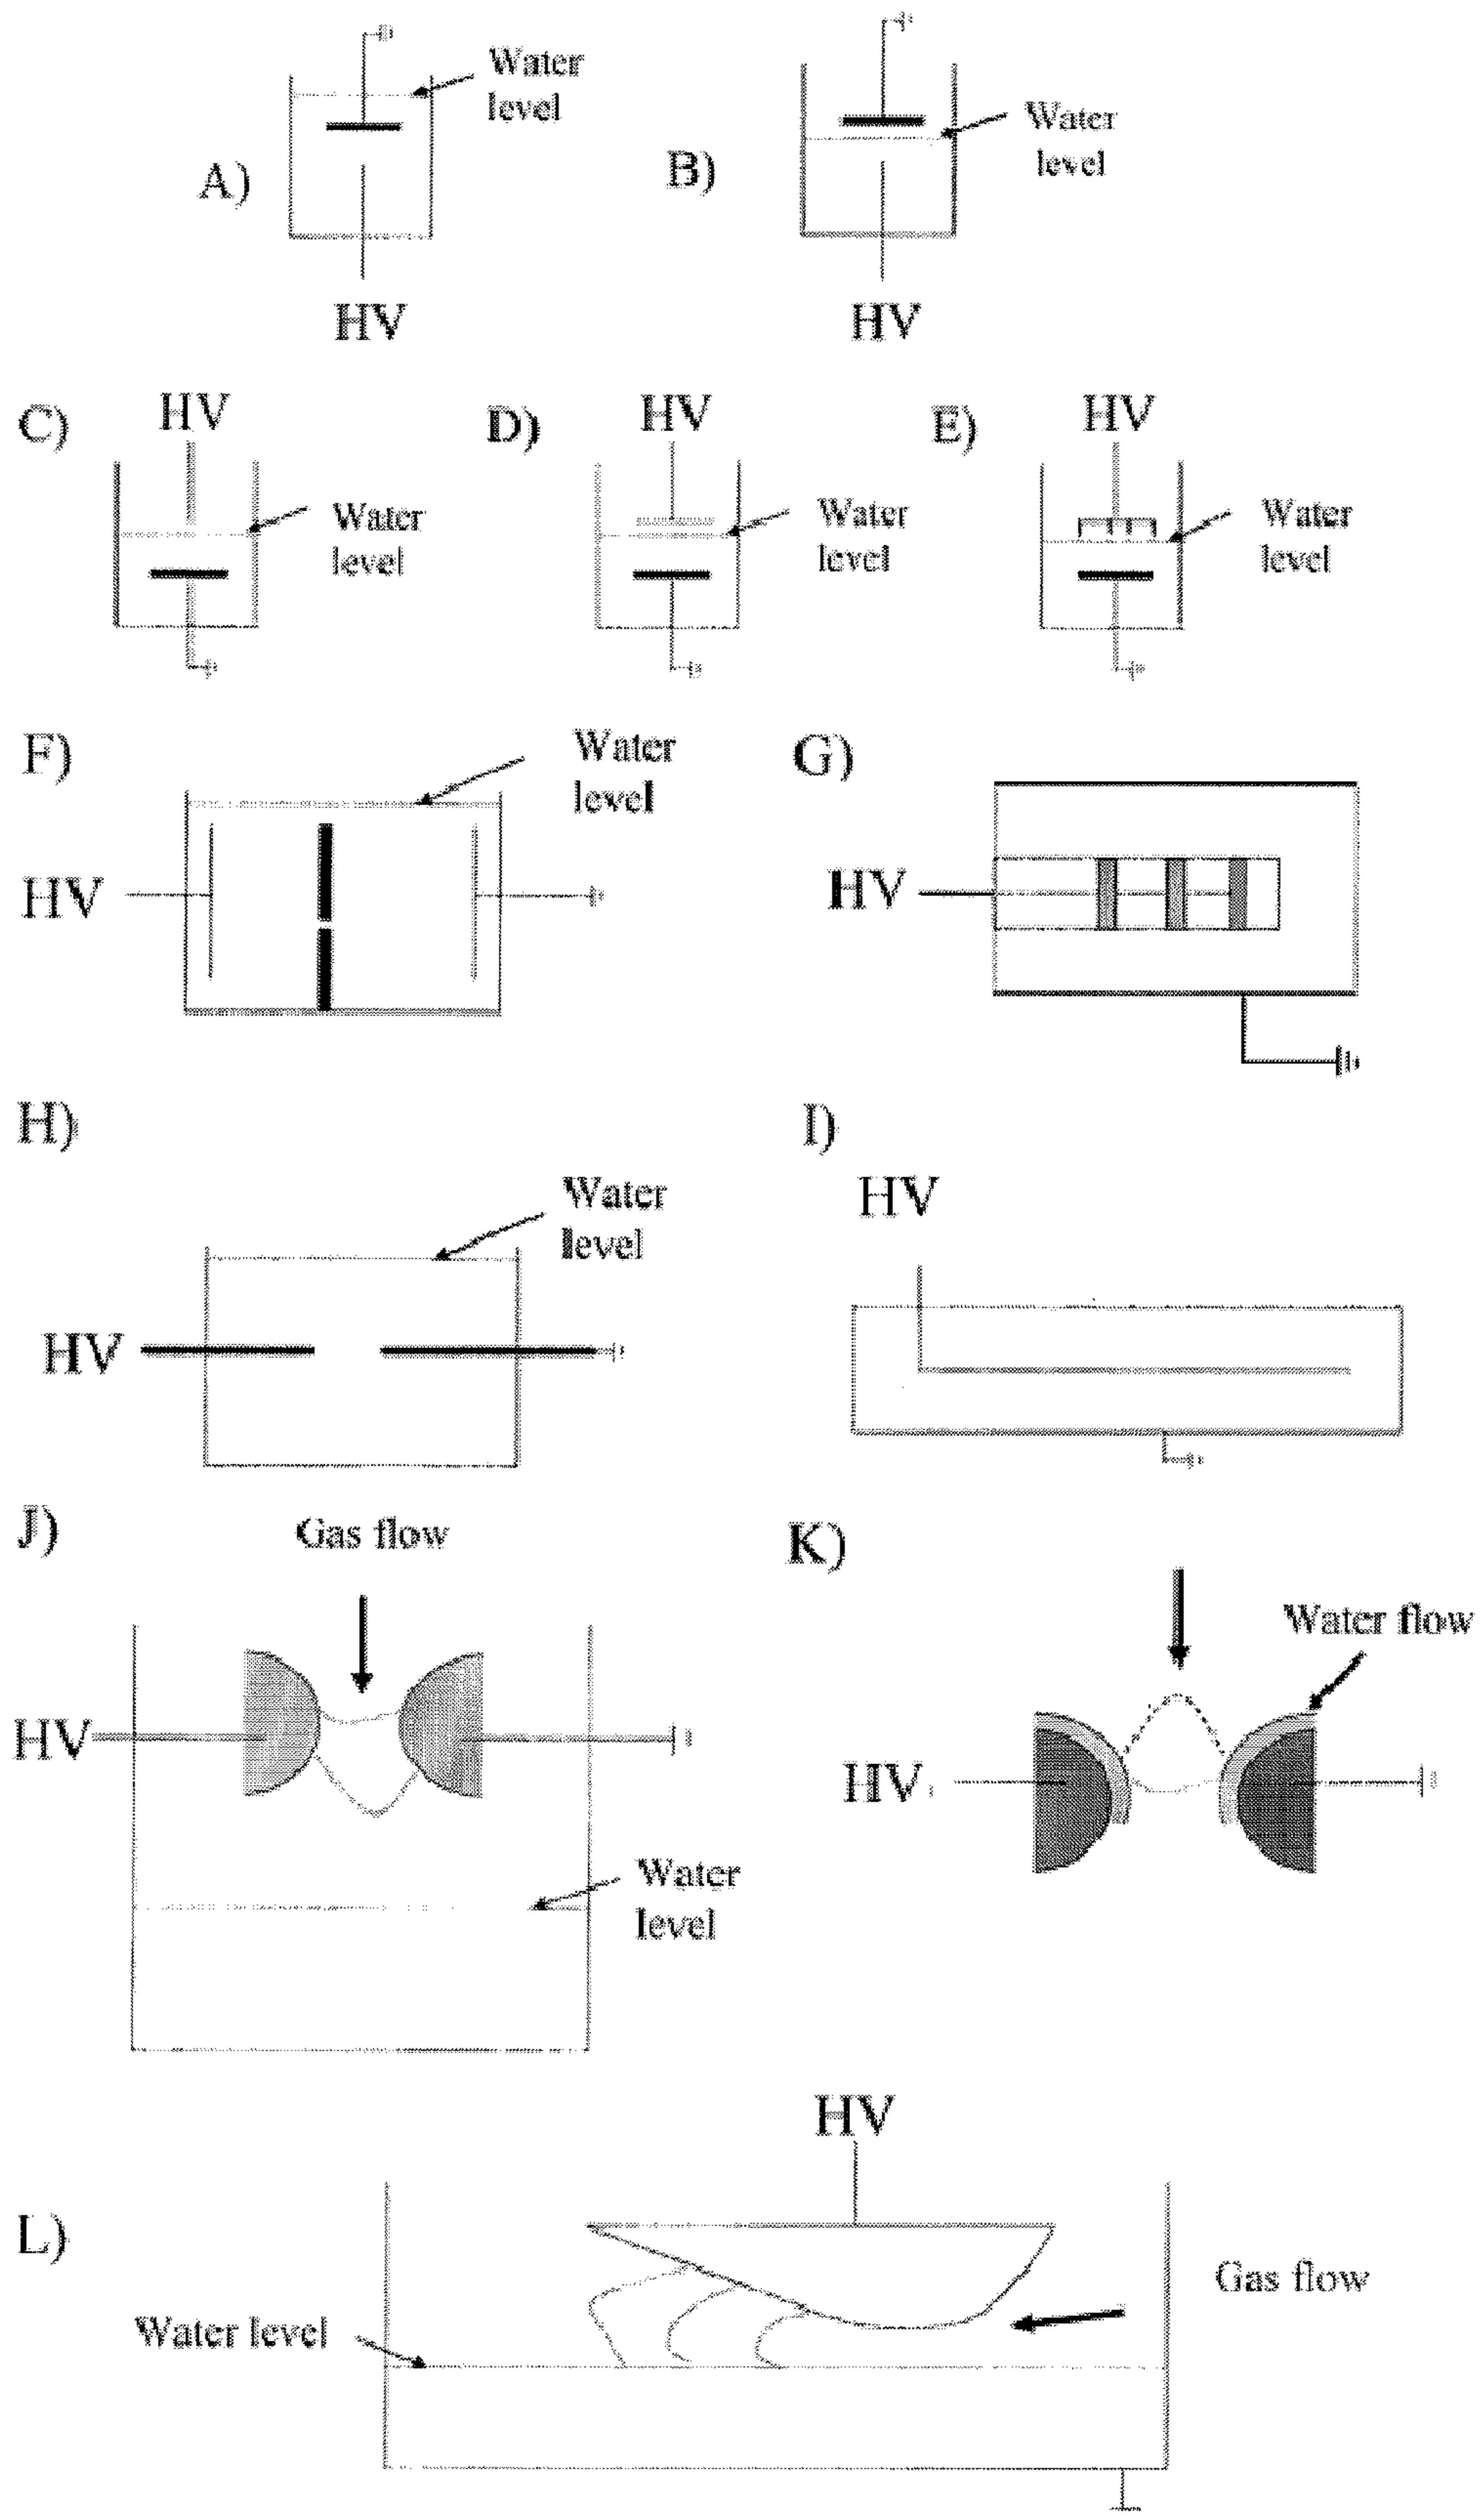 Water
level
A)
HV
Water
level
B)
HV
C)
HV
Water
level
D)
HV
Water
level
E)
HV
Water
level
F)
Water
level
HV
G)
HV
H)
Water
level
HV
I)
HV
J)
Gas flow
HV
Water
level
K)
Water flow
HV
L)
HV
Gas flow
Water level